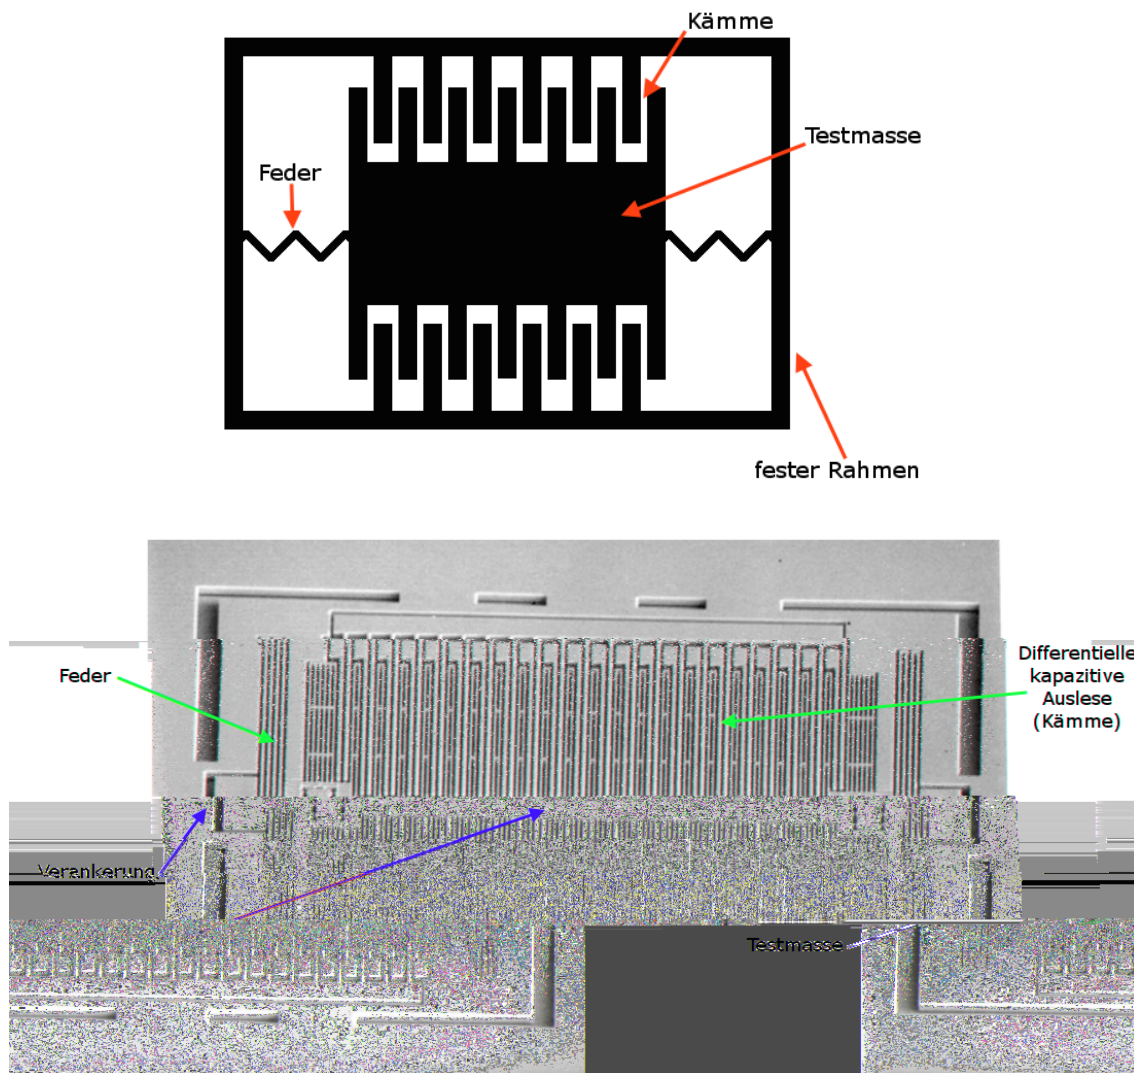 Kämme
Testmasse
Feder
fester Rahmen
Feder
Differentielle
kapazitive
Auslese
(Kämme)
Verankerung
Testmasse